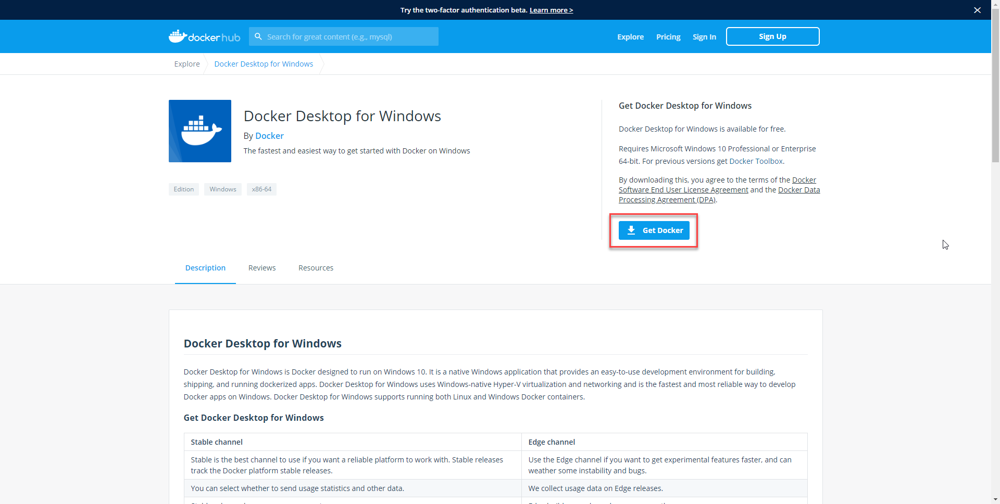 Try the two-factor authentication beta. Learn more >
docker hub
Search for great content (e.g., mysql)
Explore
Pricing
Sign In
Sign Up
Explore
Docker Desktop for Windows
Docker Desktop for Windows
By Docker
The fastest and easiest way to get started with Docker on Windows
Edition
Windows
x86-64
Get Docker Desktop for Windows
Docker Desktop for Windows is available for free.
Requires Microsoft Windows 10 Professional or Enterprise
64-bit. For previous versions get Docker Toolbox.
By downloading this, you agree to the terms of the Docker
Software End User License Agreement and the Docker Data
Processing Agreement (DPA).
Get Docker
Description
Reviews
Resources
Docker Desktop for Windows
Docker Desktop for Windows is Docker designed to run on Windows 10. It is a native Windows application that provides an easy-to-use development environment for building,
shipping, and running dockerized apps. Docker Desktop for Windows uses Windows-native Hyper-V virtualization and networking and is the fastest and most reliable way to develop
Docker apps on Windows. Docker Desktop for Windows supports running both Linux and Windows Docker containers.
Get Docker Desktop for Windows
Stable channel
Edge channel
Stable is the best channel to use if you want a reliable platform to work with. Stable releases
track the Docker platform stable releases.
Use the Edge channel if you want to get experimental features faster, and can
weather some instability and bugs.
You can select whether to send usage statistics and other data.
We collect usage data on Edge releases.